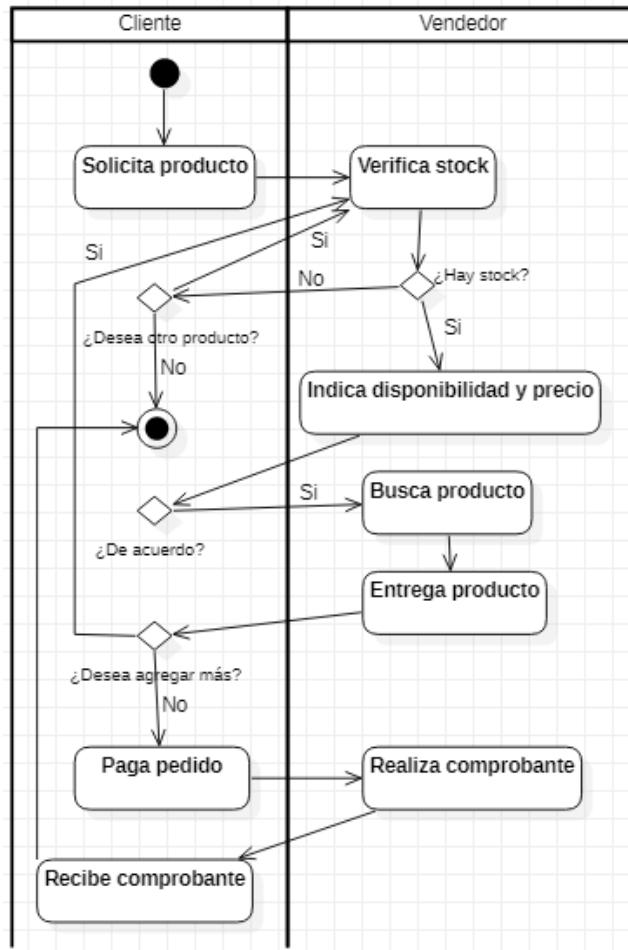 Cliente
Vendedor
Solicita producto
Verifica stock
Si
Si
No
¿Hay stock?
¿Desea otro producto?
Si
No
Indica disponibilidad y precio
Si
Busca producto
¿De acuerdo?
Entrega producto
¿Desea agregar más?
No
Paga pedido
Realiza comprobante
Recibe comprobante